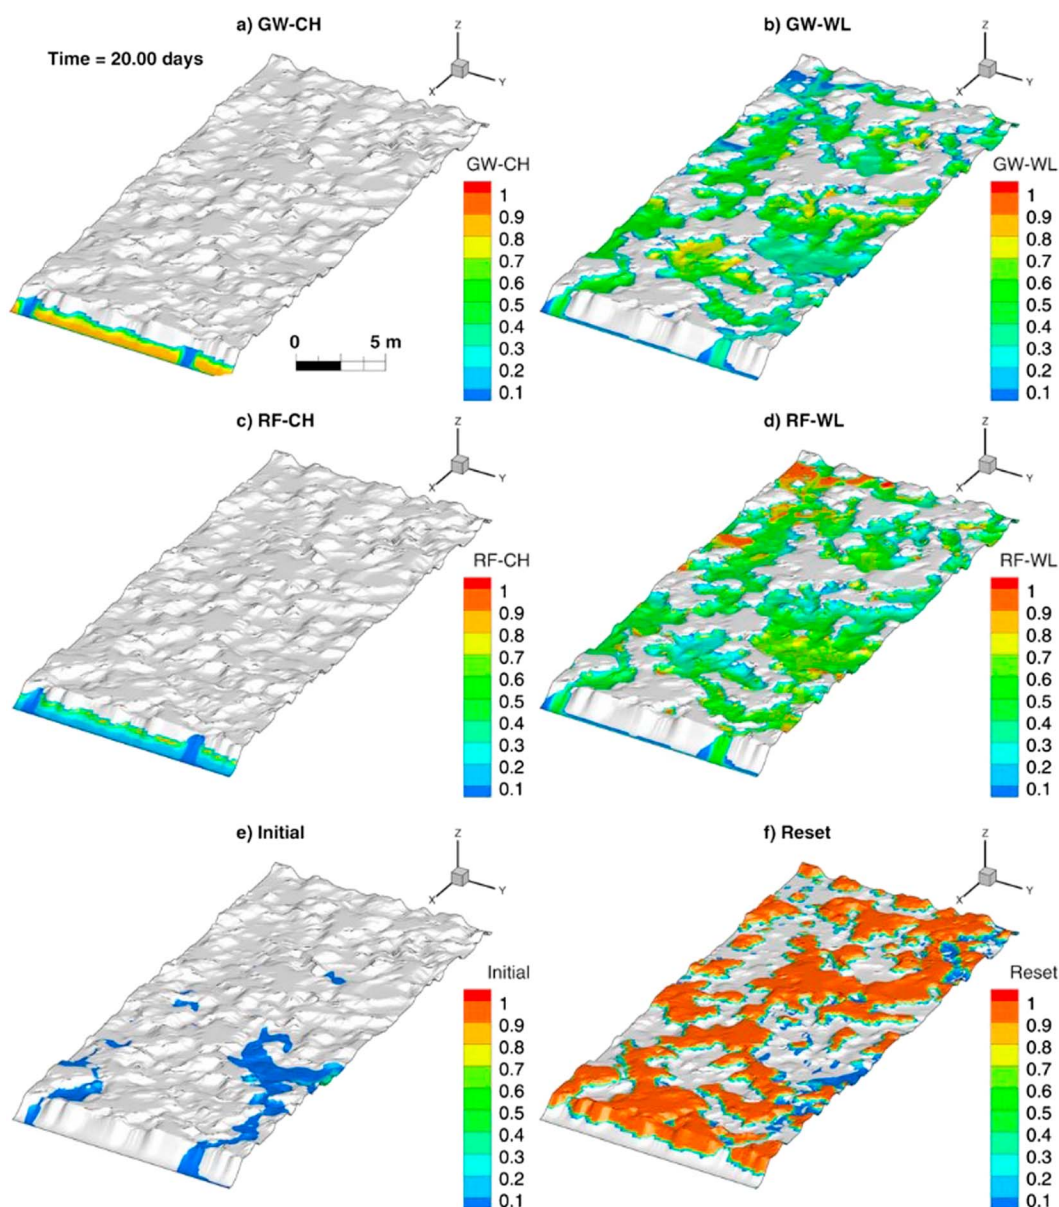 a) GW-CH
b) GW-WL
Time = 20.00 days
Z
X
Y
Z
X
Y
GW-CH
1
0.9
0.8
0.7
0.6
0.5
0.4
0.3
0.2
0.1
GW-WL
1
0.9
0.8
0.7
0.6
0.5
0.4
0.3
0.2
0.1
0 5 m
c) RF-CH
d) RF-WL
Z
X
Y
Z
X
Y
RF-CH
1
0.9
0.8
0.7
0.6
0.5
0.4
0.3
0.2
0.1
RF-WL
1
0.9
0.8
0.7
0.6
0.5
0.4
0.3
0.2
0.1
e) Initial
f) Reset
Z
X
Y
Z
X
Y
Initial
1
0.9
0.8
0.7
0.6
0.5
0.4
0.3
0.2
0.1
Reset
1
0.9
0.8
0.7
0.6
0.5
0.4
0.3
0.2
0.1